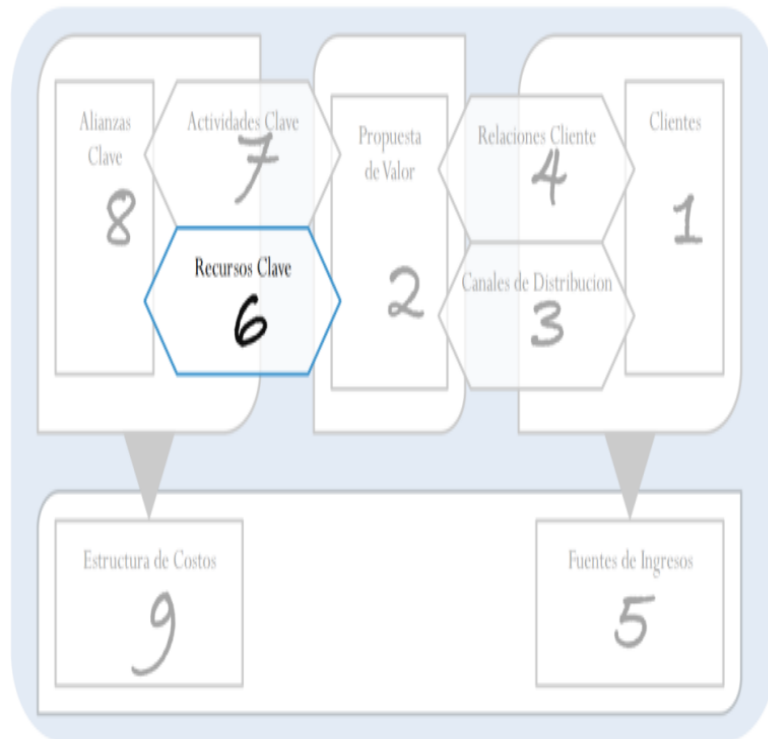 Alianzas
Clave
8
Actividades Clave
7
Recursos Clave
6
Propuesta
de Valor
2
Relaciones Cliente
4
Canales de Distribucion
3
Clientes
1
Estructura de Costos
9
Fuentes de Ingresos
5